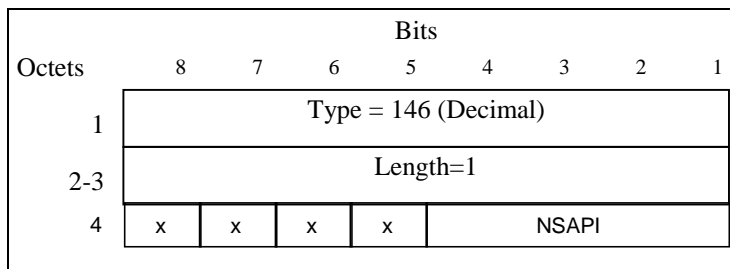 Bits
Octets 8 7 6 5 4 3 2 1
1 Type = 146 (Decimal)
2-3 Length=1
4 x x x x NSAPI